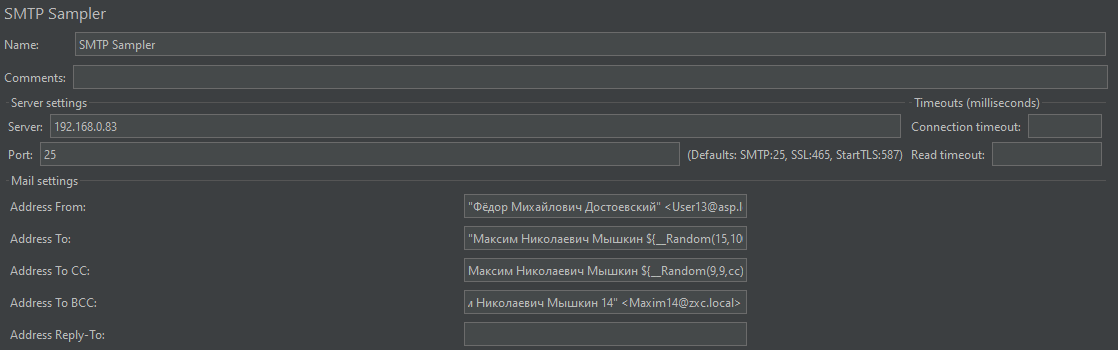 SMTP Sampler
Name: SMTP Sampler
Comments:
Server settings Timeouts (milliseconds)
Server: 192.168.0.83 Connection timeout:
Port: 25 (Defaults: SMTP:25, SSL:465, StartTLS:587) Read timeout:
Mail settings
Address From: "Фёдор Михайлович Достоевский" <User13@asp.l
Address To: "Максим Николаевич Мышкин ${__Random(15,10
Address To CC: Максим Николаевич Мышкин ${__Random(9,9,cc)
Address To BCC: Николаевич Мышкин 14" <Maxim14@zxc.local>
Address Reply-To: